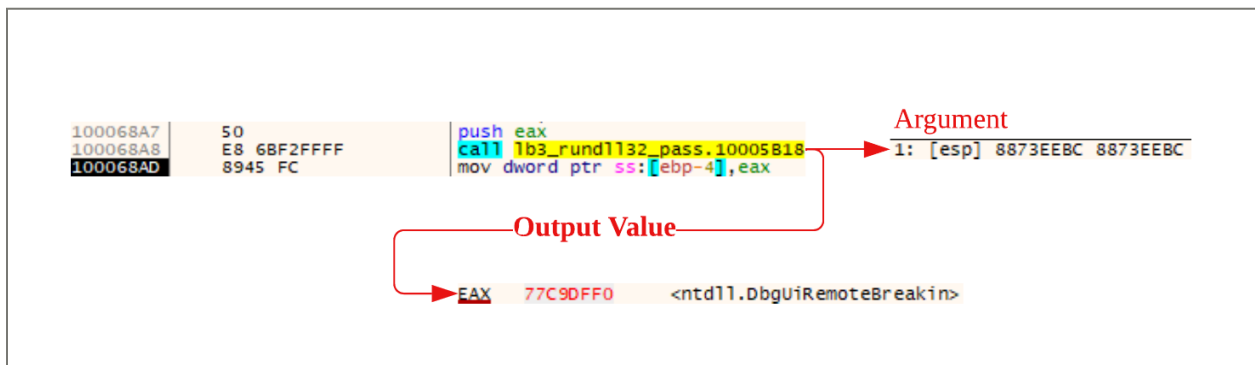 Argument
100068A7 50 push eax
100068A8 E8 6BF2FFFF call lb3_rundll32_pass.10005B18 1: [esp] 8873EEBC 8873EEBC
100068AD 8945 FC mov dword ptr ss:[ebp-4],eax
Output Value
EAX 77C9DFF0 <ntdll.DbgUiRemoteBreakin>